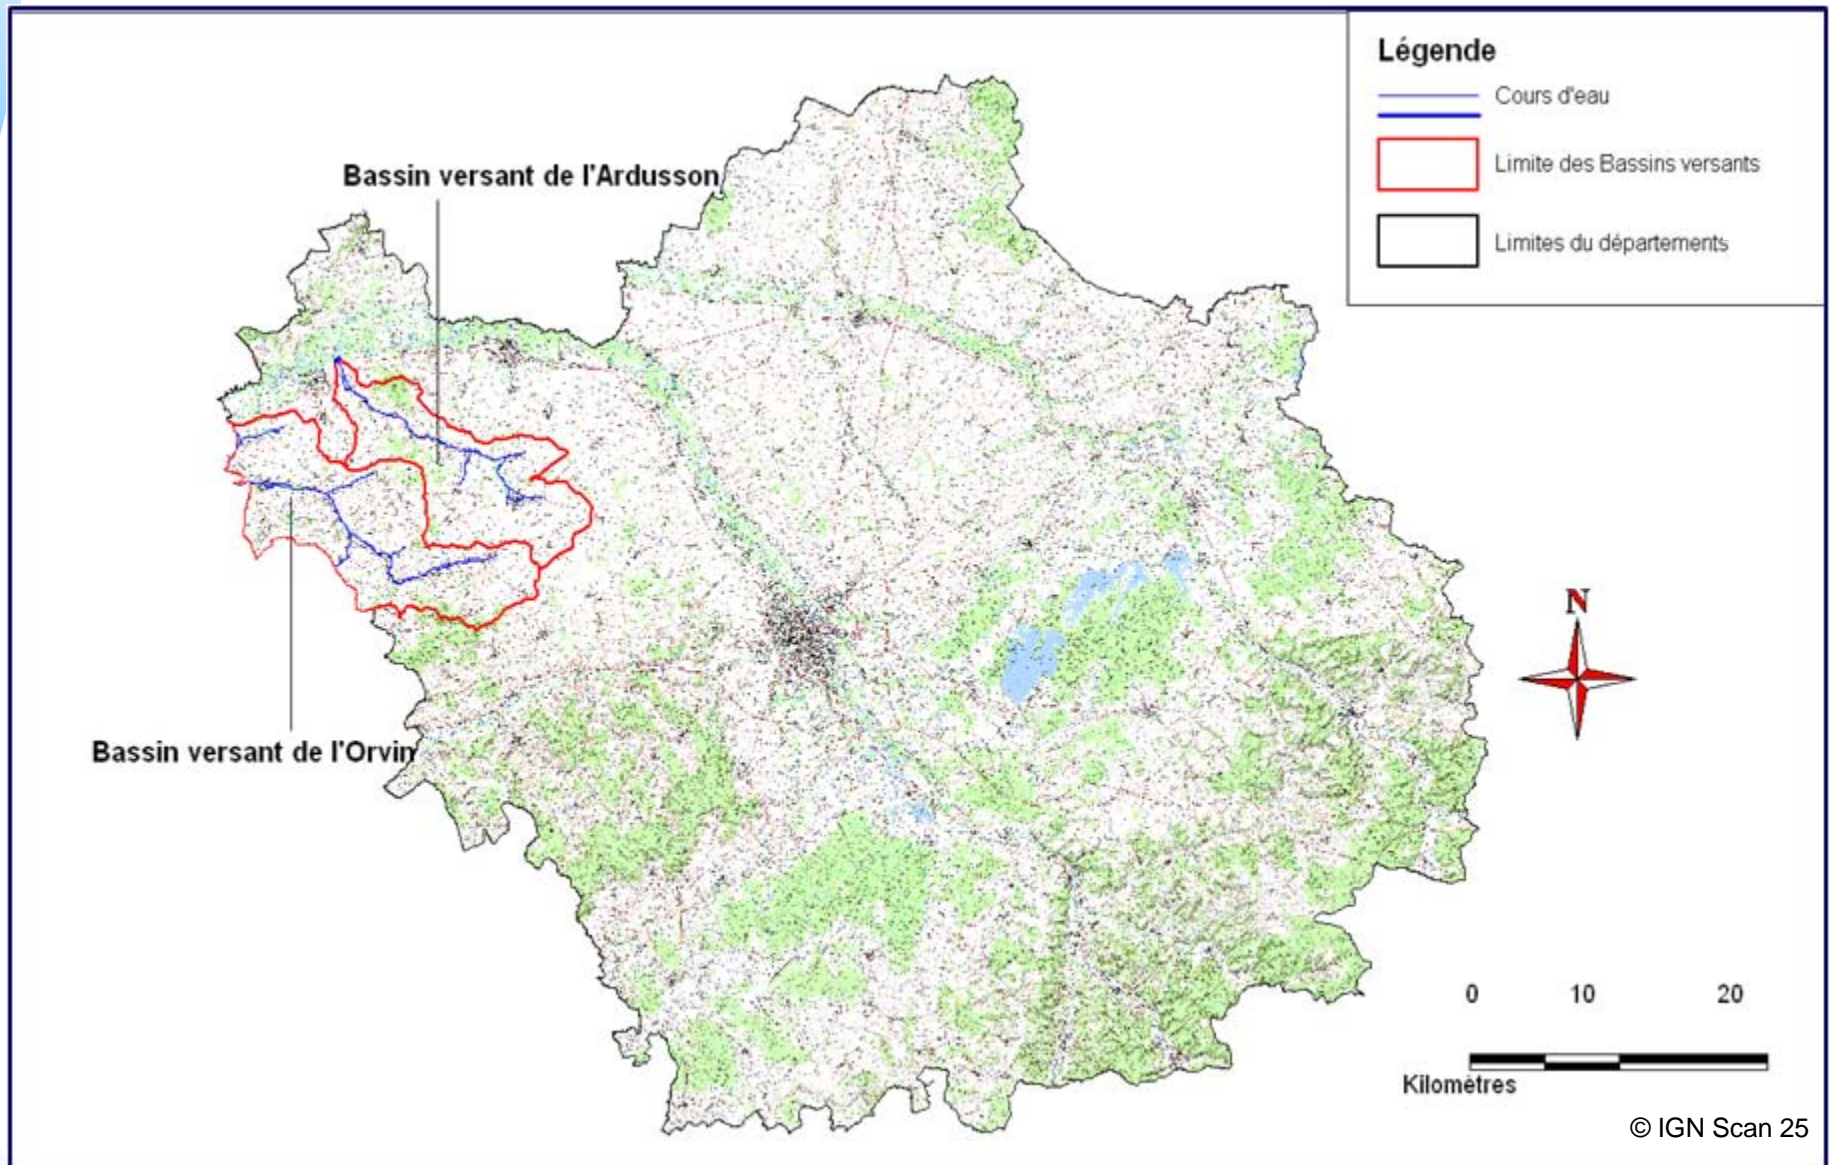 Légende
Cours d'eau
Limite des Bassins versants
Limites du départements
Bassin versant de l'Ardusson
Bassin versant de l'Orvin
N
0 10 20
Kilomètres
© IGN Scan 25